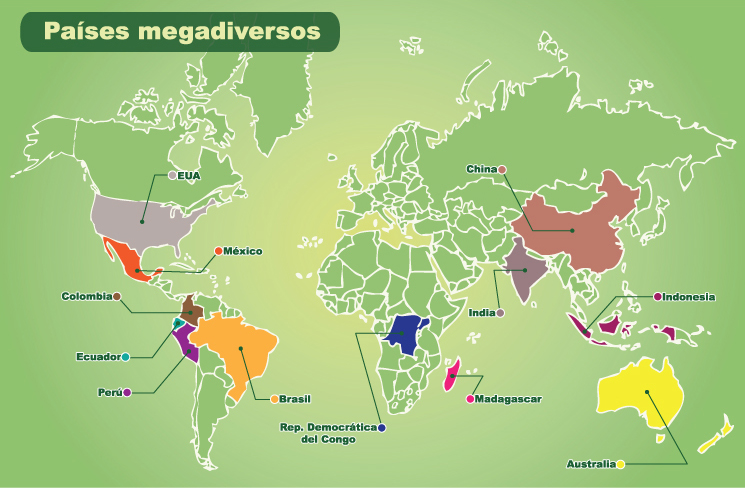 Países megadiversos
EUA
China
México
Colombia
Indonesia
India
Ecuador
Perú
Brasil
Madagascar
Rep. Democrática
del Congo
Australia